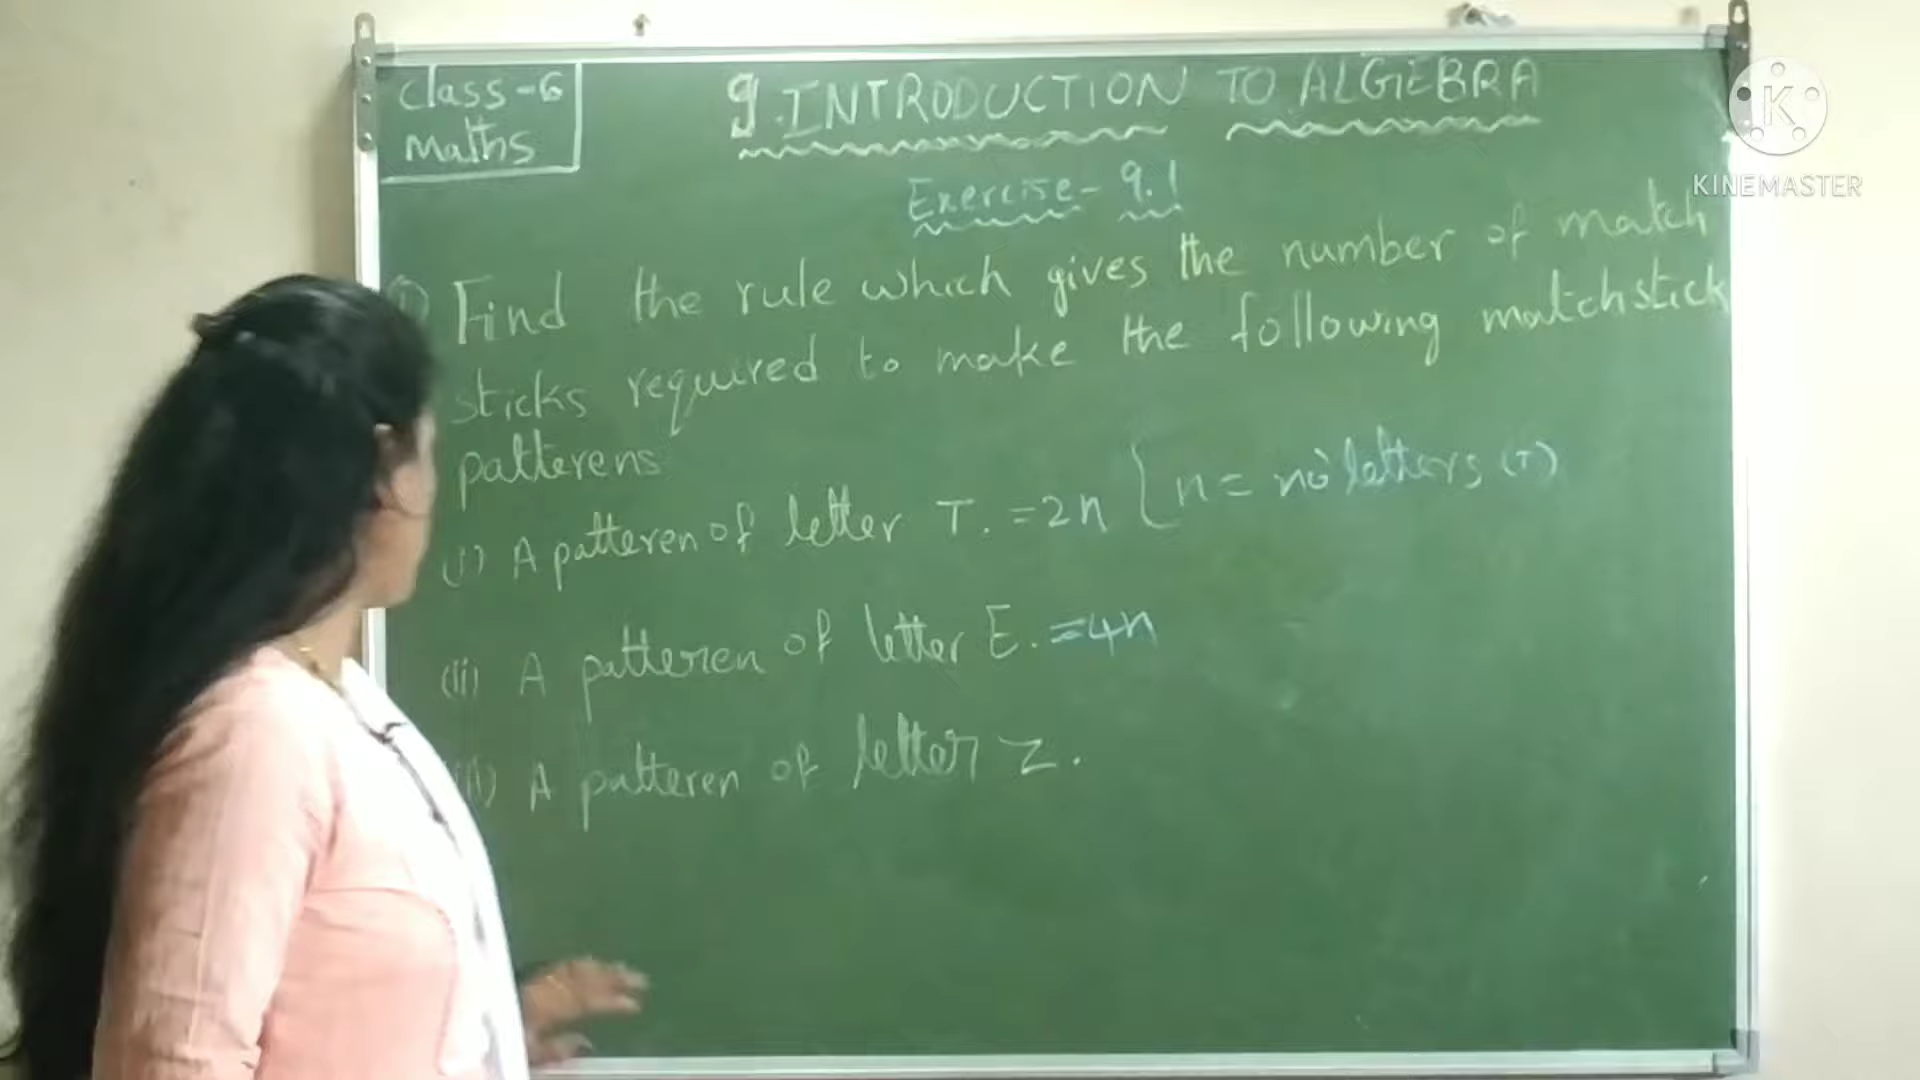 class-6
Maths
9. INTRODUCTION TO ALGEBRA
KINEMASTER
Exercise- 9.1
Find the rule which gives the number of match
sticks required to make the following matchstick
patterens
(i) A patteren of letter T. = 2n { n = no letters (T)
(ii) A patteren of letter E. = 4n
A patteren of letter Z.